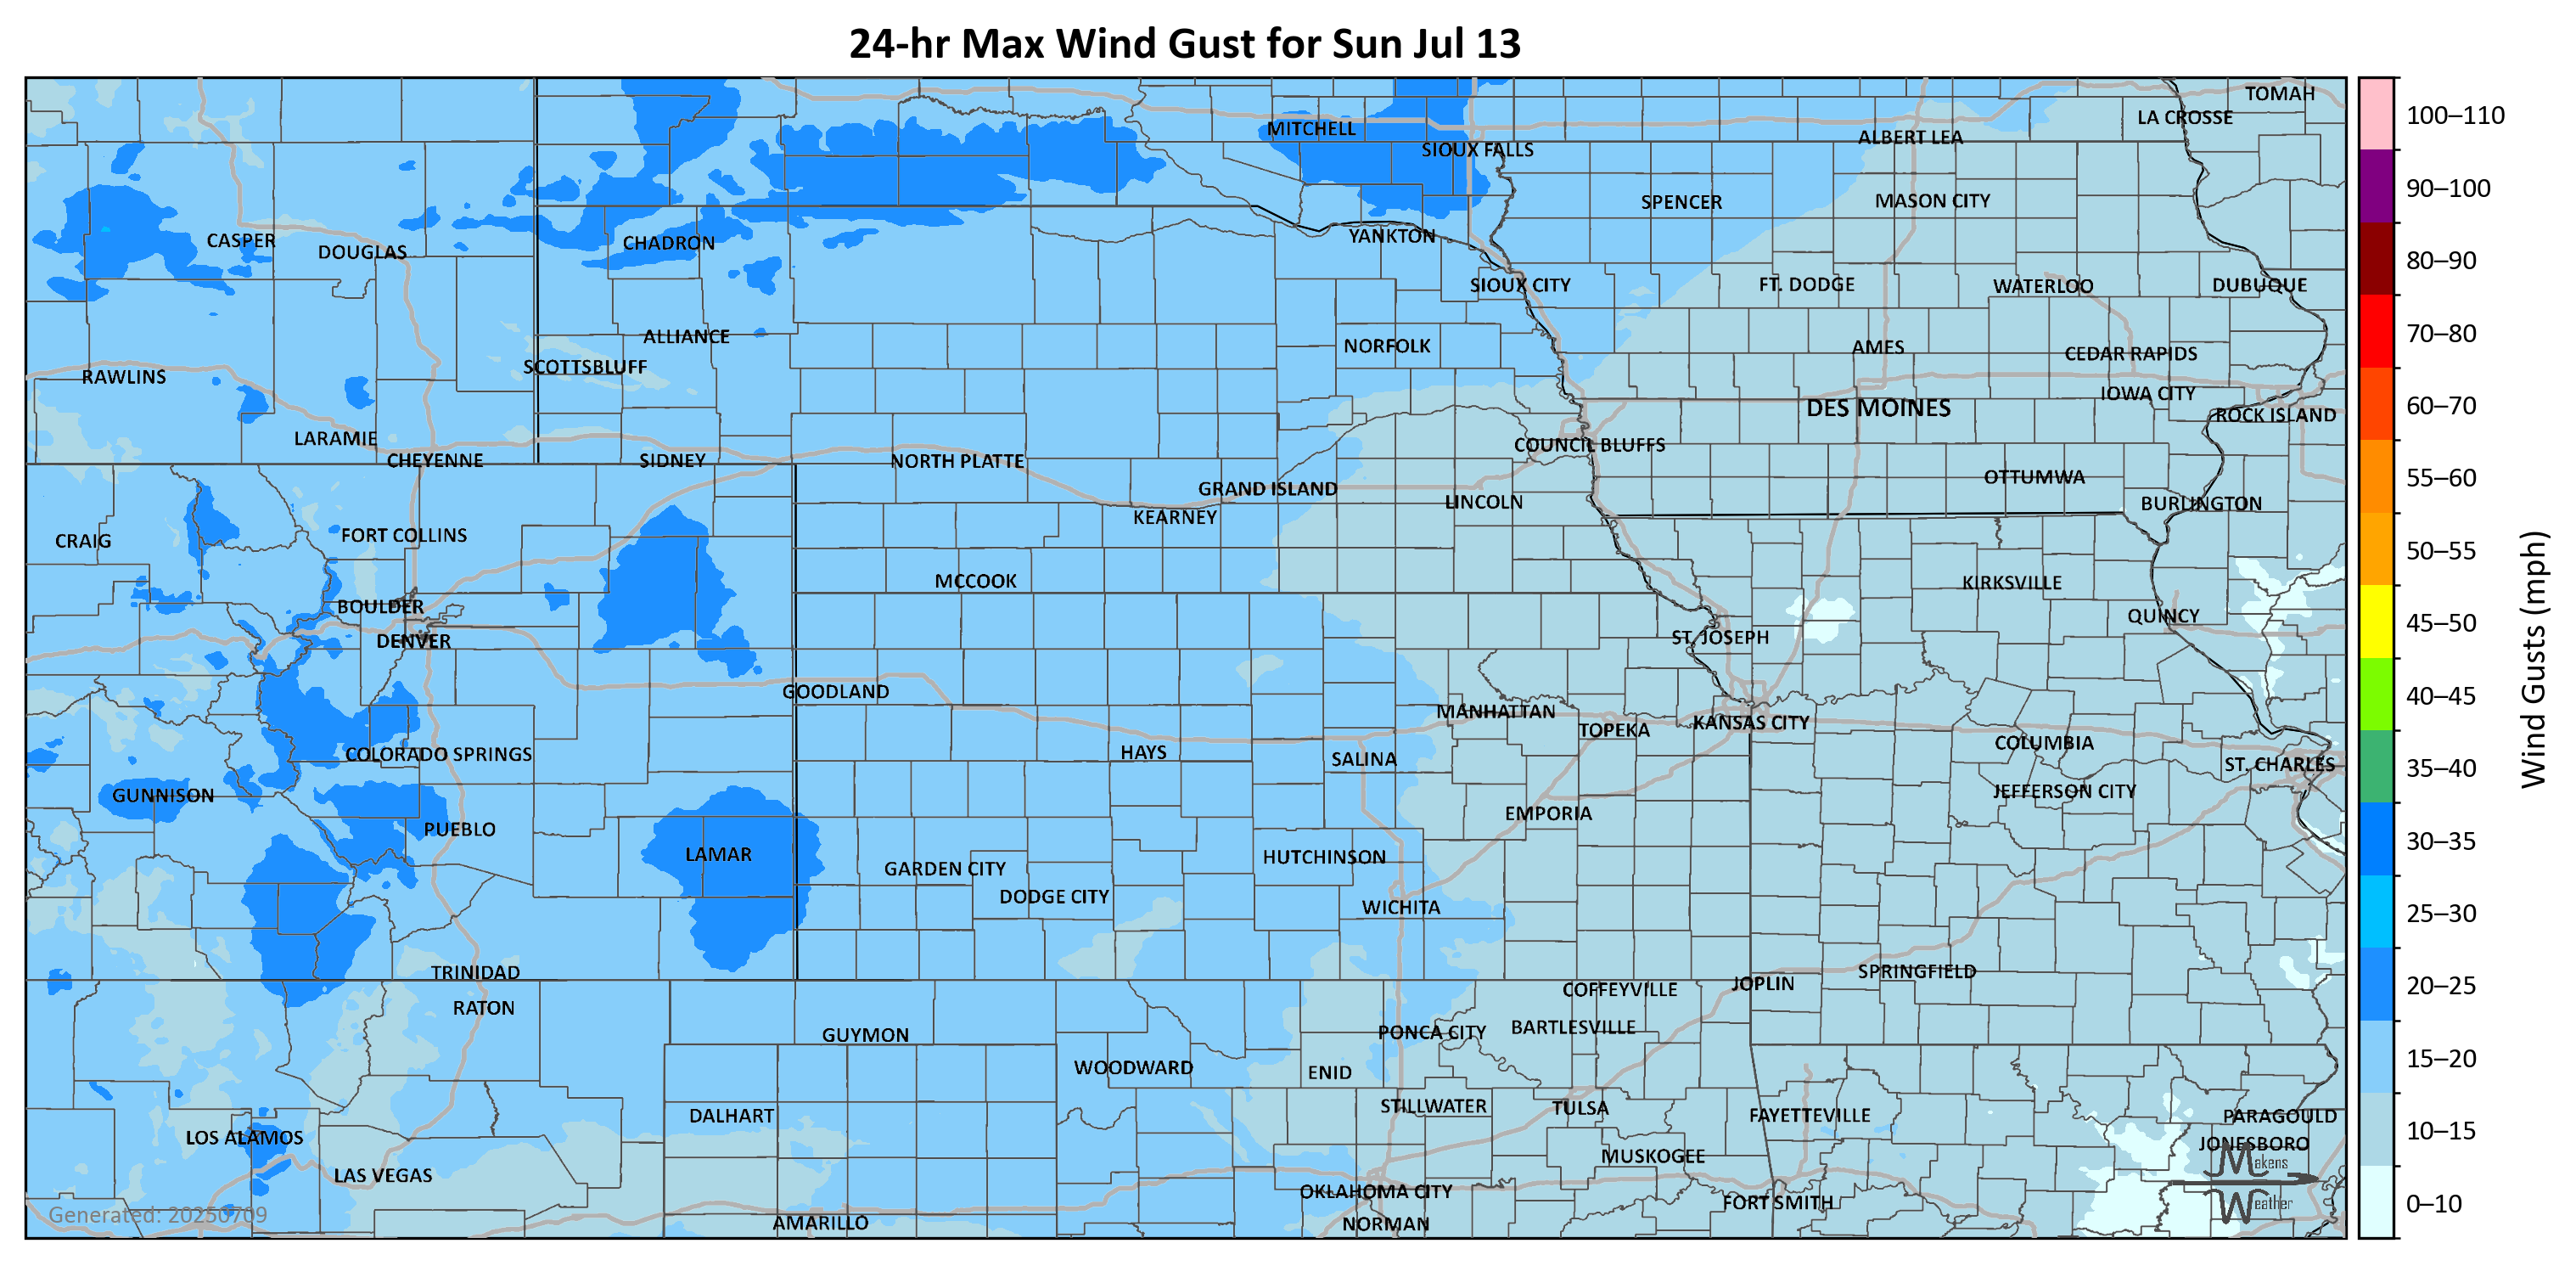 24-hr Max Wind Gust for Sun Jul 13
TOMAH
LA CROSSE
MITCHELL
ALBERT LEA
SIOUX FALLS
SPENCER
MASON CITY
CASPER
DOUGLAS
CHADRON
YANKTON
SIOUX CITY
FT. DODGE
WATERLOO
DUBUQUE
ALLIANCE
NORFOLK
AMES
CEDAR RAPIDS
RAWLINS
SCOTTSBLUFF
IOWA CITY
DES MOINES
ROCK ISLAND
LARAMIE
COUNCIL BLUFFS
CHEYENNE
SIDNEY
NORTH PLATTE
OTTUMWA
GRAND ISLAND
LINCOLN
BURLINGTON
KEARNEY
CRAIG
FORT COLLINS
MCCOOK
KIRKSVILLE
BOULDER
QUINCY
DENVER
ST. JOSEPH
GOODLAND
MANHATTAN
TOPEKA
KANSAS CITY
COLORADO SPRINGS
HAYS
SALINA
COLUMBIA
ST. CHARLES
GUNNISON
JEFFERSON CITY
PUEBLO
EMPORIA
LAMAR
GARDEN CITY
HUTCHINSON
DODGE CITY
WICHITA
TRINIDAD
SPRINGFIELD
JOPLIN
RATON
COFFEYVILLE
GUYMON
PONCA CITY
BARTLESVILLE
WOODWARD
ENID
DALHART
STILLWATER
TULSA
FAYETTEVILLE
PARAGOULD
LOS ALAMOS
JONESBORO
LAS VEGAS
MUSKOGEE
OKLAHOMA CITY
FORT SMITH
AMARILLO
NORMAN
Generated: 20250709
Makens
Weather
100–110
90–100
80–90
70–80
60–70
55–60
50–55
45–50
40–45
35–40
30–35
25–30
20–25
15–20
10–15
0–10
Wind Gusts (mph)